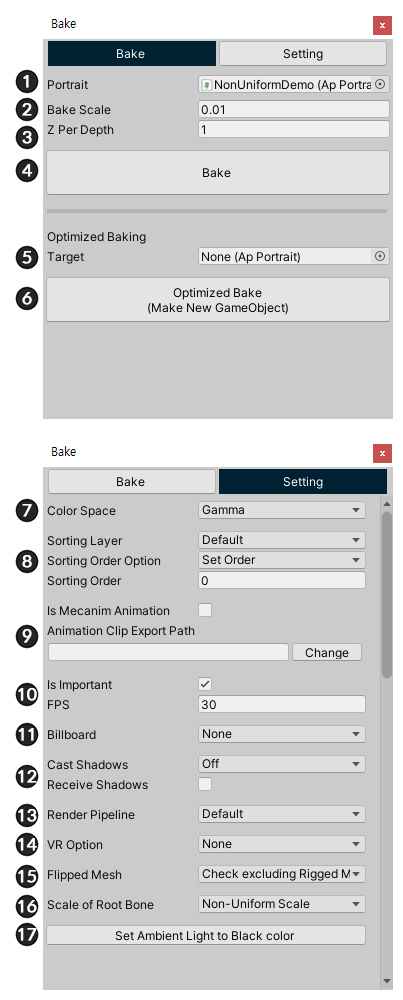 Bake
x
Bake Setting
1 Portrait # NonUniformDemo (Ap Portra
2 Bake Scale 0.01
3 Z Per Depth 1
4 Bake
Optimized Baking
5 Target None (Ap Portrait)
6 Optimized Bake
(Make New GameObject)
Bake
x
Bake Setting
7 Color Space Gamma
Sorting Layer Default
8 Sorting Order Option Set Order
Sorting Order 0
Is Mecanim Animation
9 Animation Clip Export Path
Change
10 Is Important
FPS 30
11 Billboard None
12 Cast Shadows Off
Receive Shadows
13 Render Pipeline Default
14 VR Option None
15 Flipped Mesh Check excluding Rigged M
16 Scale of Root Bone Non-Uniform Scale
17 Set Ambient Light to Black color